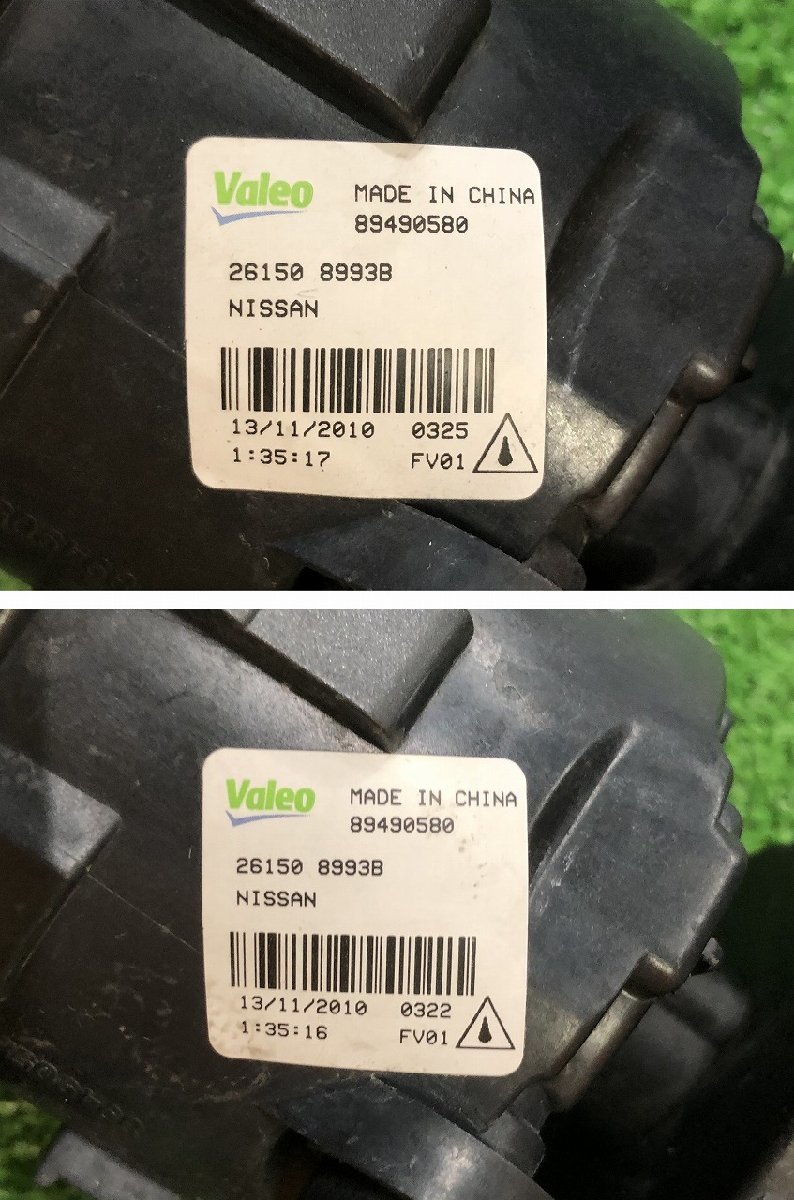 Valeo MADE IN CHINA
89490580
26150 8993B
NISSAN
13/11/2010 0325
1:35:17 FV01
Valeo MADE IN CHINA
89490580
26150 8993B
NISSAN
13/11/2010 0322
1:35:16 FV01